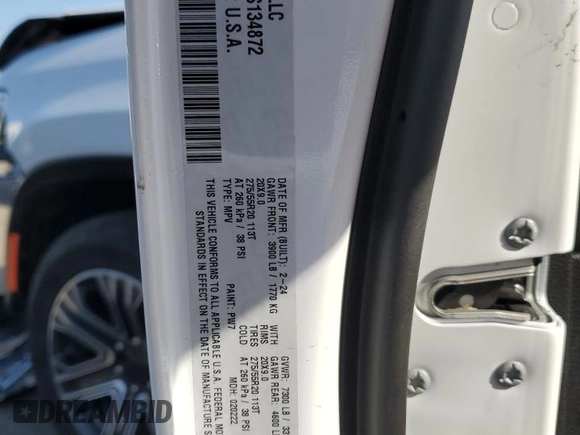 LLC
6134872
U.S.A.
DATE OF MFR (BUILT): 2-24 GVWR: 7300 LB / 33
GAWR FRONT: 3900 LB / 1770 KG WITH GAWR REAR: 4600 L
20X9.0 RIMS 20X9.0
275/55R20 113T TIRES 275/55R20 113T
AT 260 kPa / 38 PSI COLD AT 260 kPa / 38 PSI
TYPE: MPV PAINT: PW7 MDH: 020222
THIS VEHICLE CONFORMS TO ALL APPLICABLE U.S.A. FEDERAL MOT
STANDARDS IN EFFECT ON THE DATE OF MANUFACTURE S
DREAMBID